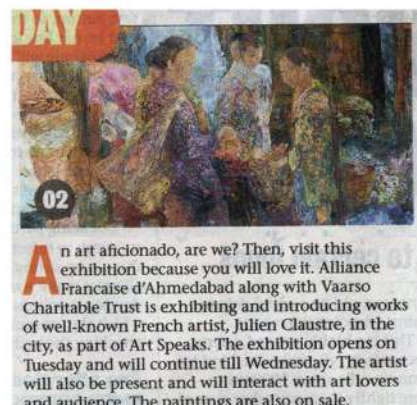 DAY
02
An art aficionado, are we? Then, visit this
exhibition because you will love it. Alliance
Francaise d'Ahmedabad along with Vaarso
Charitable Trust is exhibiting and introducing works
of well-known French artist, Julien Claustre, in the
city, as part of Art Speaks. The exhibition opens on
Tuesday and will continue till Wednesday. The artist
will also be present and will interact with art lovers
and audience. The paintings are also on sale.